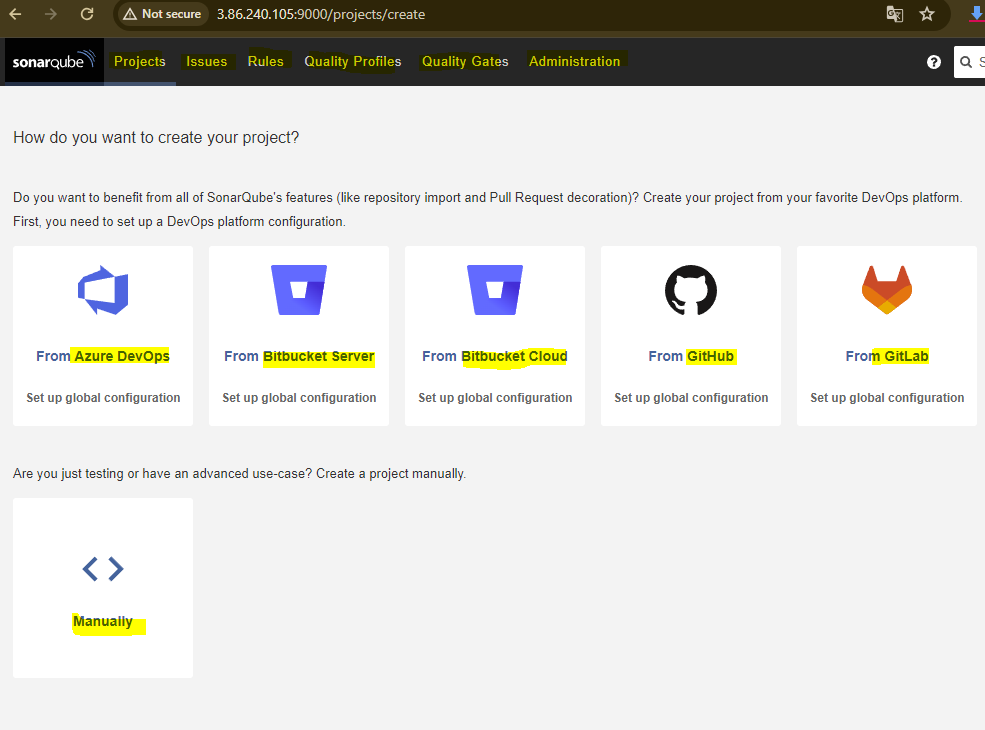 Not secure 3.86.240.105:9000/projects/create
sonarqube Projects Issues Rules Quality Profiles Quality Gates Administration ? S
How do you want to create your project?
Do you want to benefit from all of SonarQube's features (like repository import and Pull Request decoration)? Create your project from your favorite DevOps platform.
First, you need to set up a DevOps platform configuration.
From Azure DevOps From Bitbucket Server From Bitbucket Cloud From GitHub From GitLab
Set up global configuration Set up global configuration Set up global configuration Set up global configuration Set up global configuration
Are you just testing or have an advanced use-case? Create a project manually.
Manually